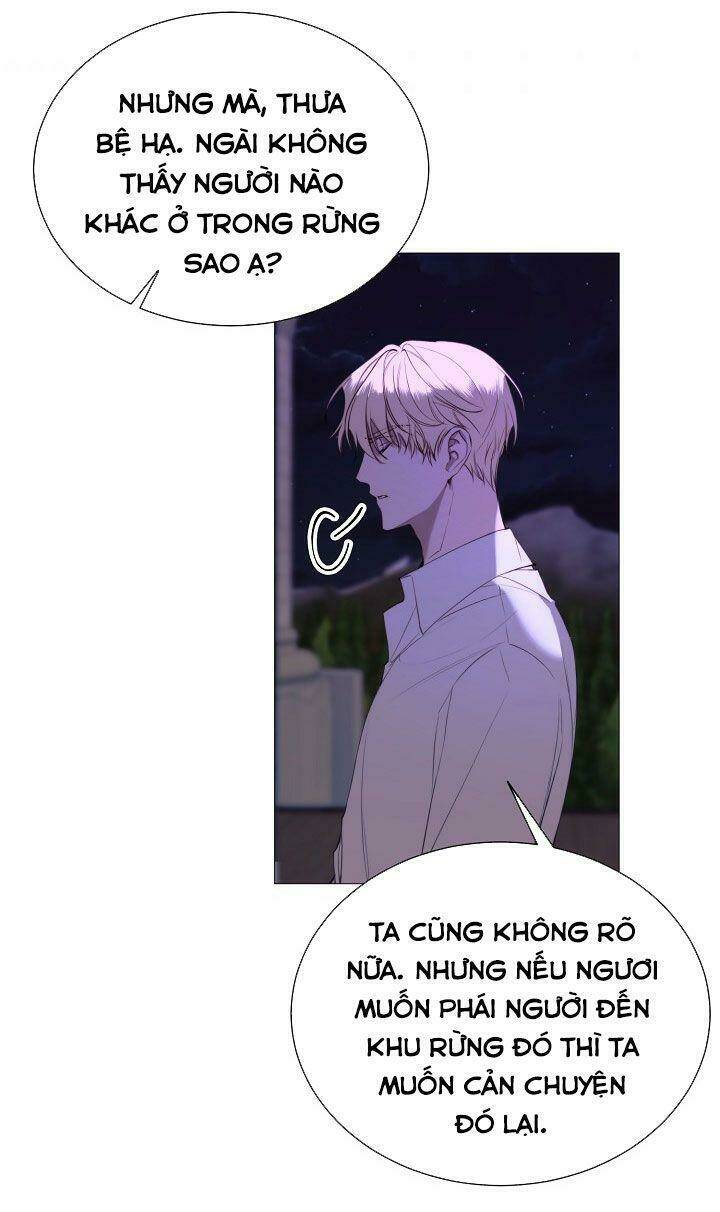 NHƯNG MÀ, THƯA
BỆ HẠ. NGÀI KHÔNG
THẤY NGƯỜI NÀO
KHÁC Ở TRONG RỪNG
SAO Ạ?
TA CŨNG KHÔNG RÕ
NỮA. NHƯNG NẾU NGƯƠI
MUỐN PHÁI NGƯỜI ĐẾN
KHU RỪNG ĐÓ THÌ TA
MUỐN CẢN CHUYỆN
ĐÓ LẠI.